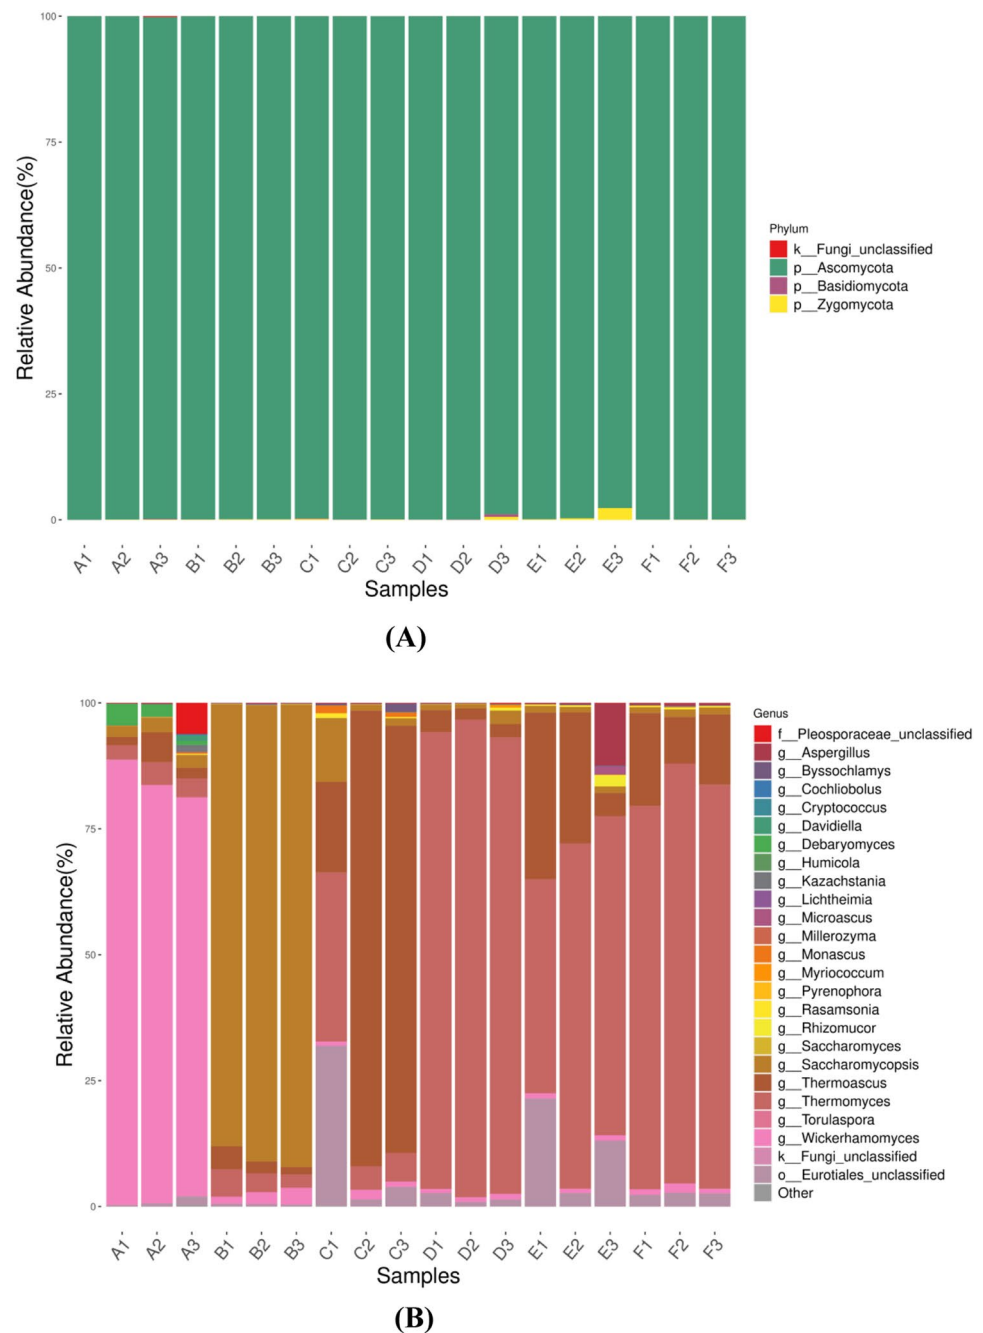 100
75
50
25
0
Relative Abundance(%)
A1 A2 A3 B1 B2 B3 C1 C2 C3 D1 D2 D3 E1 E2 E3 F1 F2 F3
Samples
Phylum
k__Fungi_unclassified
p__Ascomycota
p__Basidiomycota
p__Zygomycota
(A)
100
75
50
25
0
Relative Abundance(%)
A1 A2 A3 B1 B2 B3 C1 C2 C3 D1 D2 D3 E1 E2 E3 F1 F2 F3
Samples
Genus
f__Pleosporaceae_unclassified
g__Aspergillus
g__Byssochlamys
g__Cochliobolus
g__Cryptococcus
g__Davidiella
g__Debaryomyces
g__Humicola
g__Kazachstania
g__Lichtheimia
g__Microascus
g__Millerozyma
g__Monascus
g__Myriococcum
g__Pyrenophora
g__Rasamsonia
g__Rhizomucor
g__Saccharomyces
g__Saccharomycopsis
g__Thermoascus
g__Thermomyces
g__Torulaspora
g__Wickerhamomyces
k__Fungi_unclassified
o__Eurotiales_unclassified
Other
(B)